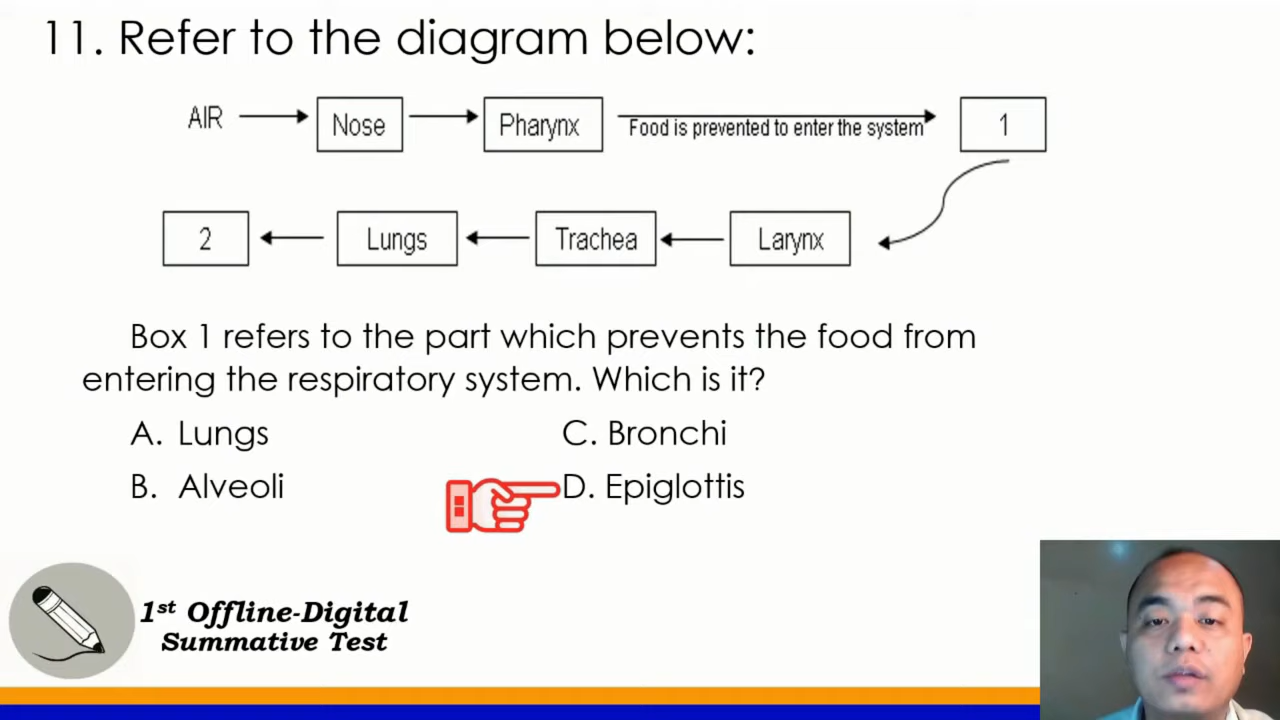 11. Refer to the diagram below:
AIR
Nose
Pharynx
Food is prevented to enter the system
1
2
Lungs
Trachea
Larynx
Box 1 refers to the part which prevents the food from
entering the respiratory system. Which is it?
A. Lungs
C. Bronchi
B. Alveoli
D. Epiglottis
1st Offline-Digital
Summative Test